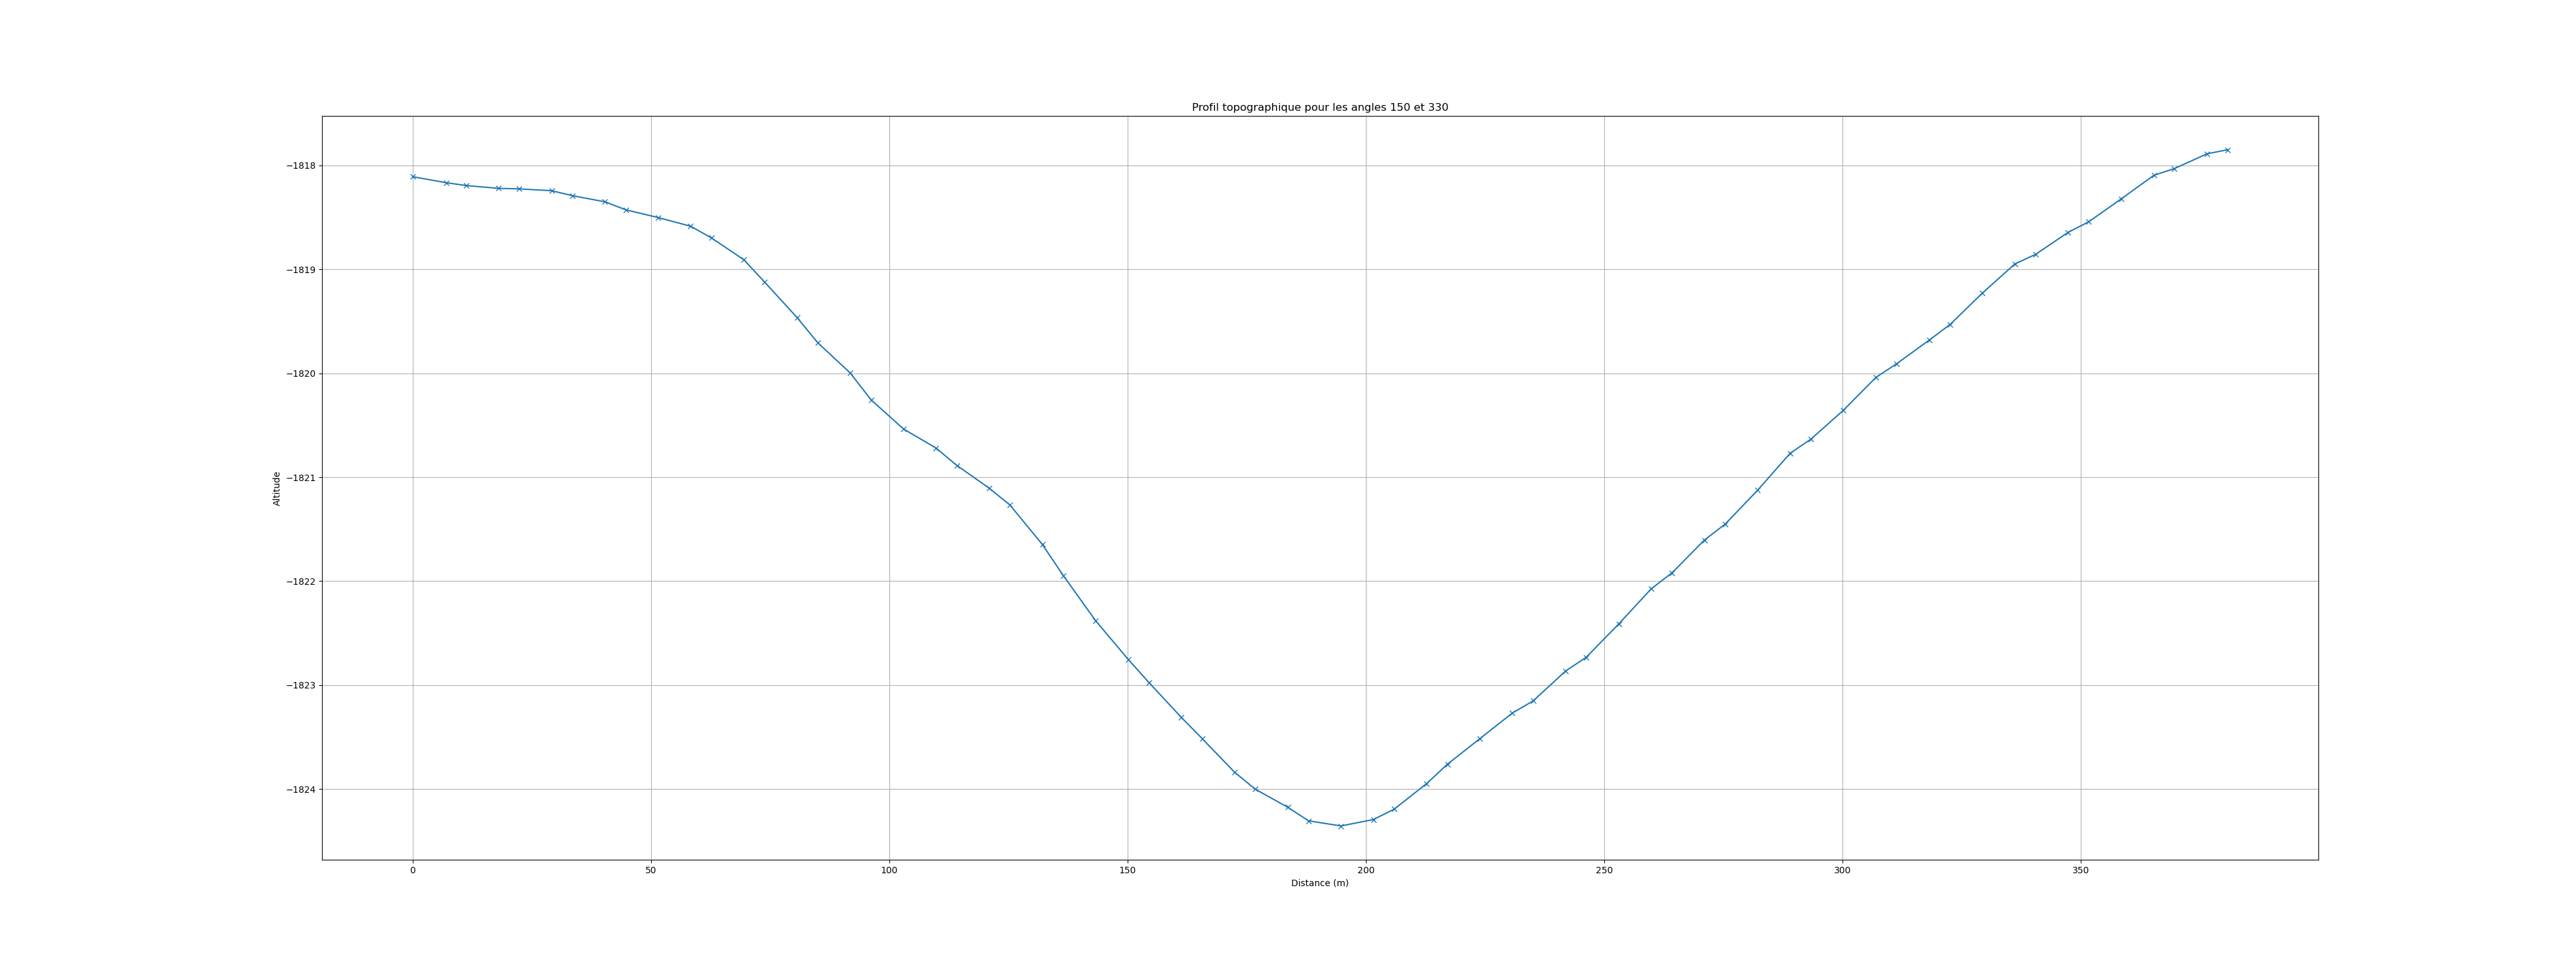 Profil topographique pour les angles 150 et 330
−1818
−1819
−1820
−1821
−1822
−1823
−1824
Altitude
0 50 100 150 200 250 300 350
Distance (m)